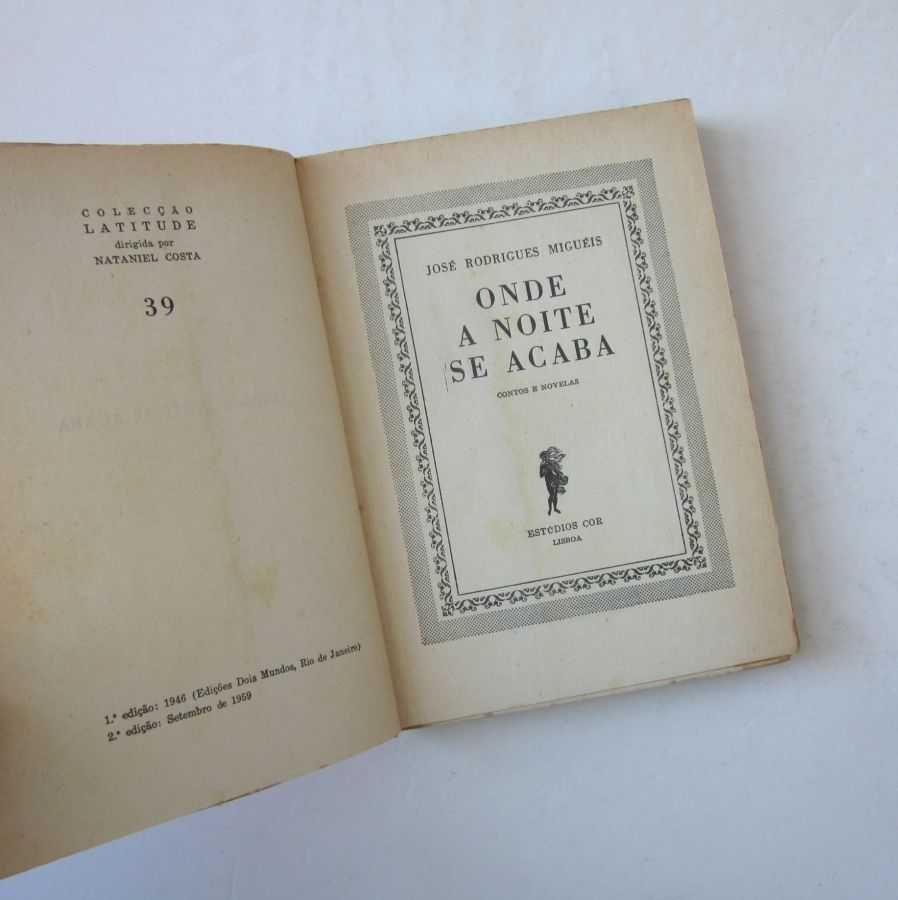 COLECÇÃO
LATITUDE
dirigida por
NATANIEL COSTA
39
1.ª edição: 1946 (Edições Dois Mundos, Rio de Janeiro)
2.ª edição: Setembro de 1959
JOSÉ RODRIGUES MIGUÉIS
ONDE
A NOITE
SE ACABA
CONTOS E NOVELAS
ESTÚDIOS COR
LISBOA